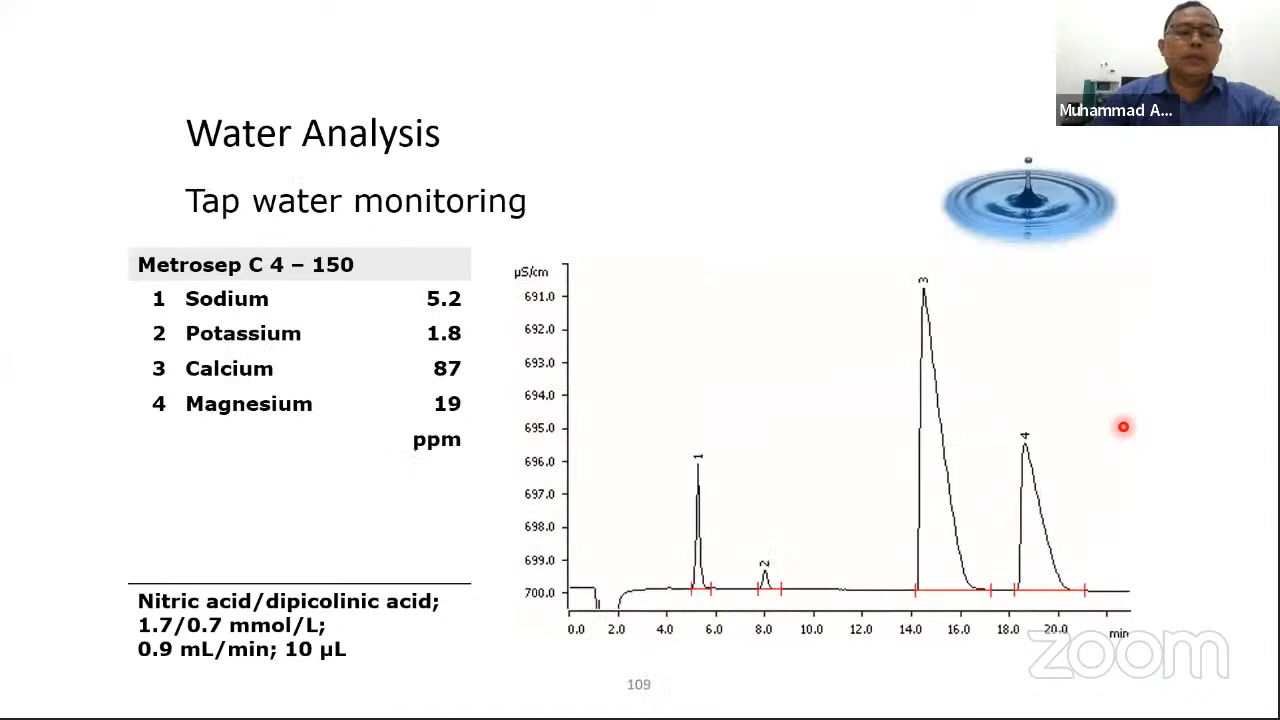 Muhammad A...
Water Analysis
Tap water monitoring
Metrosep C 4 – 150
1 Sodium 5.2
2 Potassium 1.8
3 Calcium 87
4 Magnesium 19
ppm
Nitric acid/dipicolinic acid;
1.7/0.7 mmol/L;
0.9 mL/min; 10 µL
µS/cm
691.0
692.0
693.0
694.0
695.0
696.0
697.0
698.0
699.0
700.0
1
2
3
4
0.0 2.0 4.0 6.0 8.0 10.0 12.0 14.0 16.0 18.0 20.0 min
zoom
109